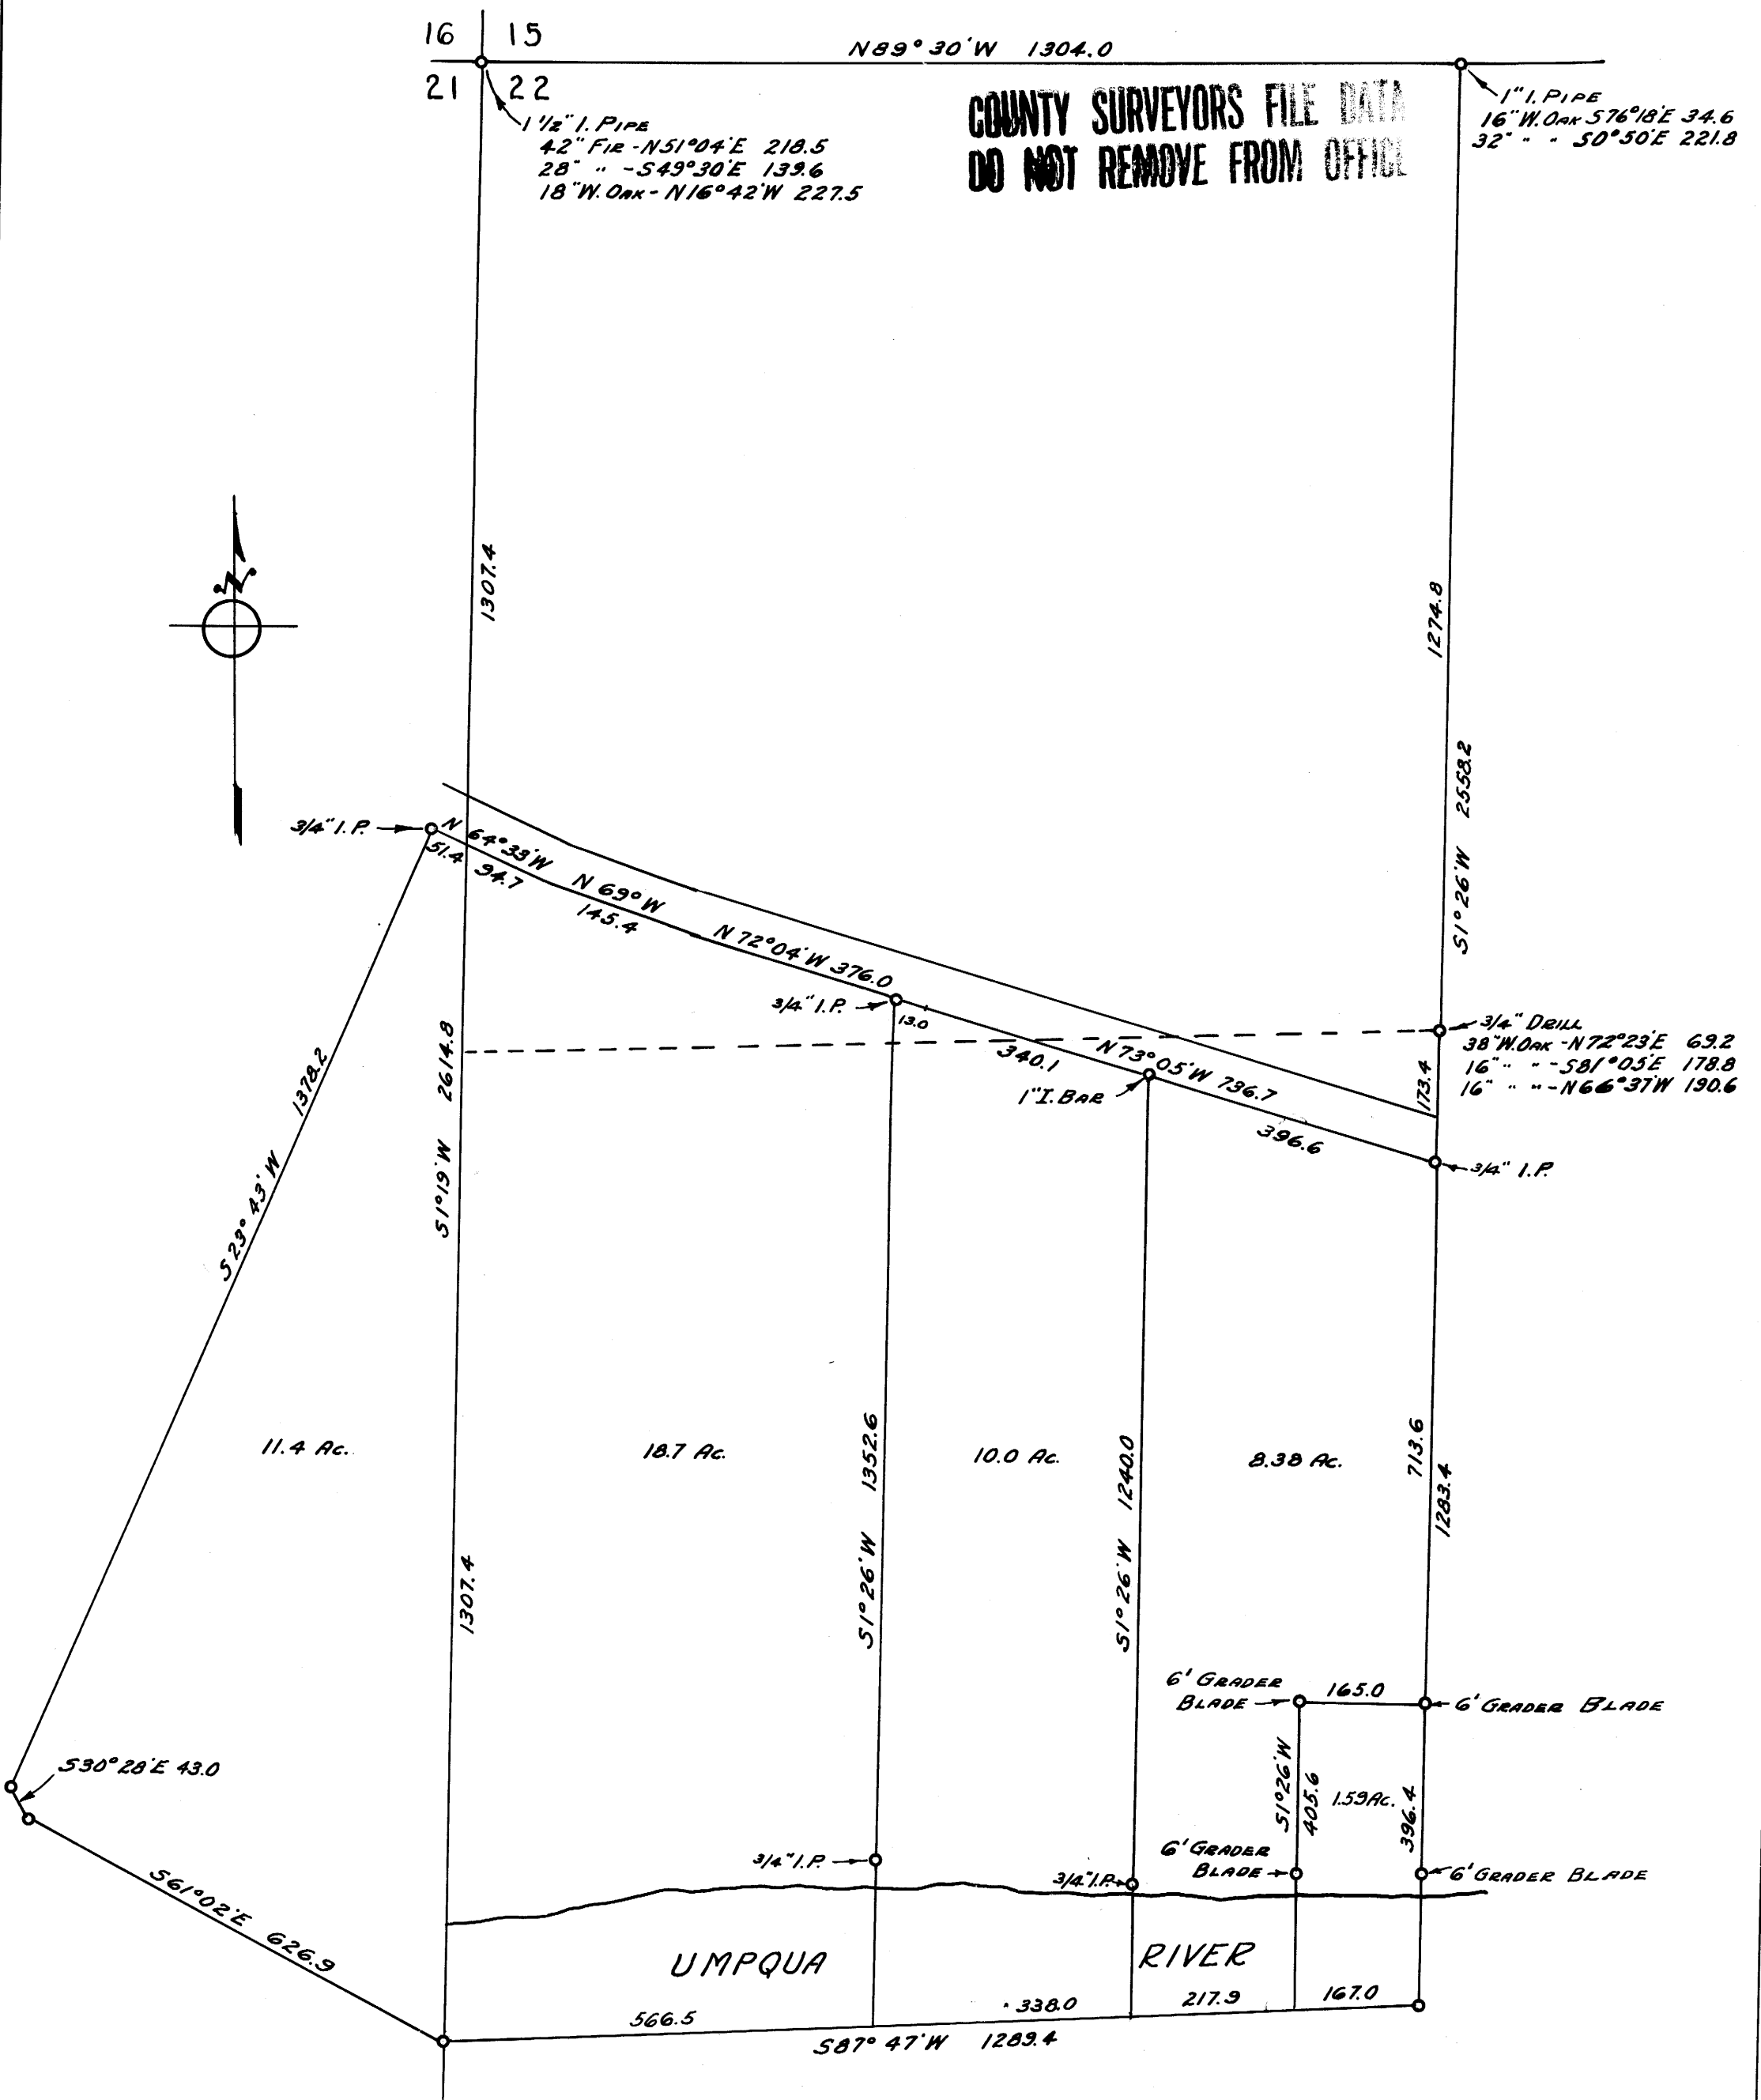 16 15
N89°30'W 1304.0
21 22
COUNTY SURVEYORS FILE DATA
DO NOT REMOVE FROM OFFICE
1 1/2" I. PIPE
42" FIR - N51°04'E 218.5
28" " - S49°30'E 139.6
18" W. OAK - N16°42'W 227.5
1" I. PIPE
16" W. OAK S76°18'E 34.6
32" " - S0°50'E 221.8
N
1307.4
1274.8
S1°26'W 2558.2
3/4" I.P.
N 64°33'W
51.4 94.7
N 69°W
145.4
N 72°04'W 376.0
3/4" I.P.
13.0
340.1
N 73°05'W 736.7
1" I. BAR
396.6
3/4" DRILL
38" W. OAK - N72°23'E 69.2
16" " " - S81°05'E 178.8
16" " " - N66°37'W 190.6
173.4
3/4" I.P.
S1°19'W 2614.8
S23°43'W 1378.2
11.4 Ac.
18.7 Ac.
S1°26'W 1352.6
10.0 Ac.
S1°26'W 1240.0
8.38 Ac.
713.6
1283.4
1307.4
6' GRADER
BLADE
165.0
6' GRADER BLADE
S30°28'E 43.0
S1°26'W
405.6
1.59 Ac.
396.4
3/4" I.P.
3/4" I.P.
6' GRADER
BLADE
6' GRADER BLADE
S61°02'E 626.9
UMPQUA RIVER
566.5
338.0
217.9
167.0
S87°47'W 1289.4